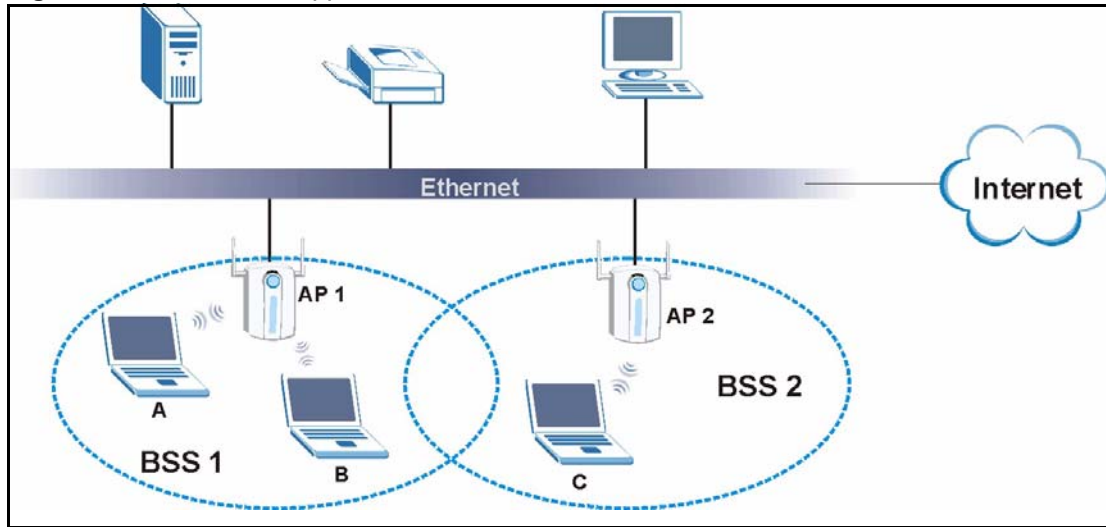 Ethernet
Internet
AP 1
AP 2
A
B
C
BSS 1
BSS 2